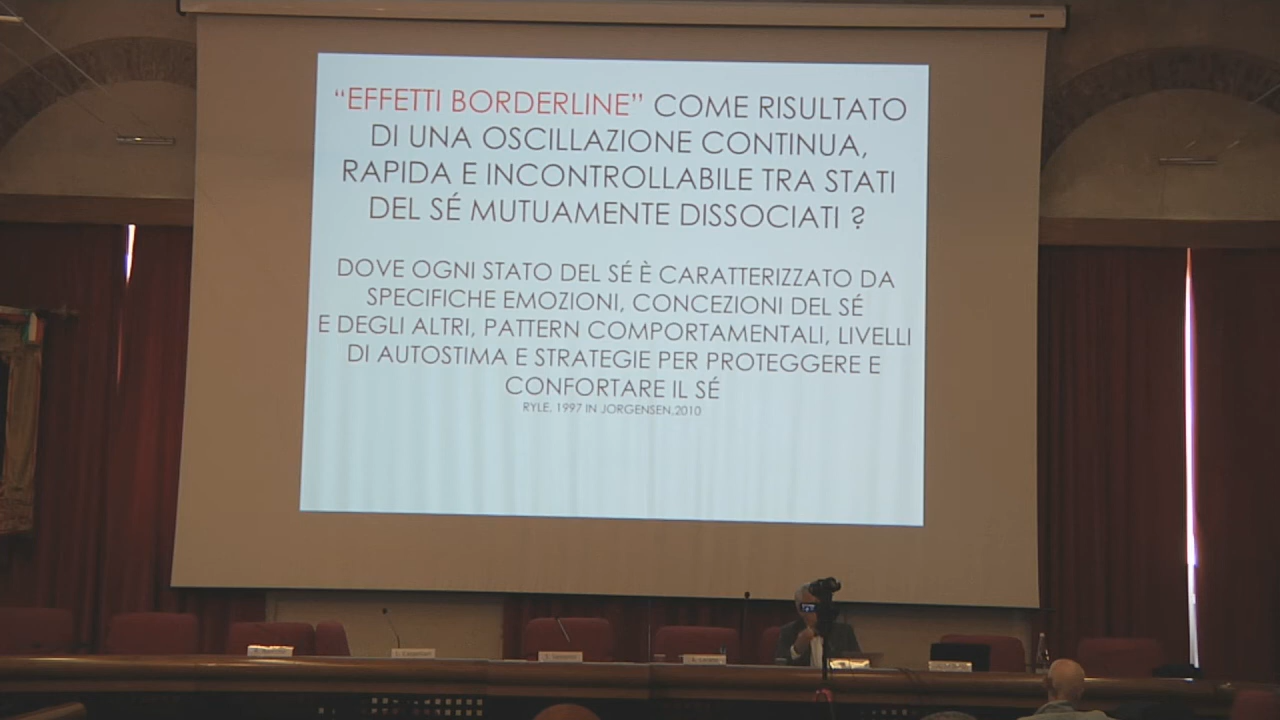 “EFFETTI BORDERLINE” COME RISULTATO
DI UNA OSCILLAZIONE CONTINUA,
RAPIDA E INCONTROLLABILE TRA STATI
DEL SÉ MUTUAMENTE DISSOCIATI ?
DOVE OGNI STATO DEL SÉ È CARATTERIZZATO DA
SPECIFICHE EMOZIONI, CONCEZIONI DEL SÉ
E DEGLI ALTRI, PATTERN COMPORTAMENTALI, LIVELLI
DI AUTOSTIMA E STRATEGIE PER PROTEGGERE E
CONFORTARE IL SÉ
RYLE, 1997 IN JORGENSEN,2010